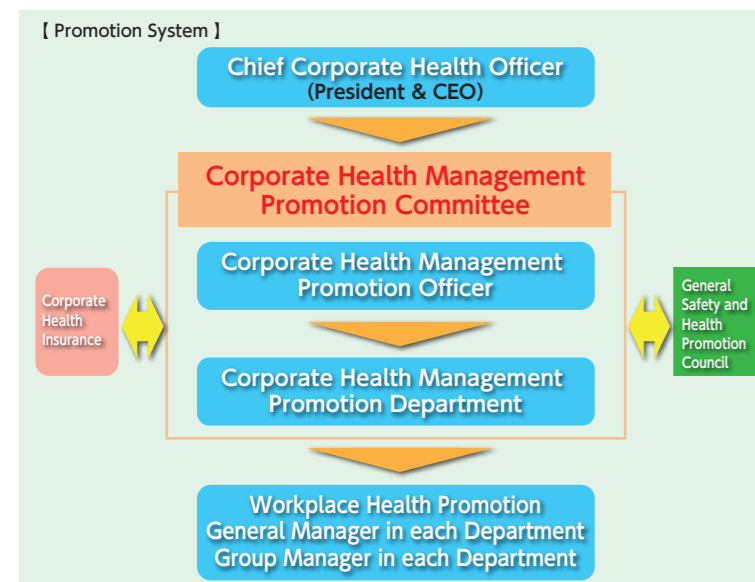 【 Promotion System 】
Chief Corporate Health Officer
(President & CEO)
Corporate Health Management
Promotion Committee
Corporate Health Management
Promotion Officer
Corporate
Health
Insurance
General
Safety and
Health
Promotion
Council
Corporate Health Management
Promotion Department
Workplace Health Promotion
General Manager in each Department
Group Manager in each Department